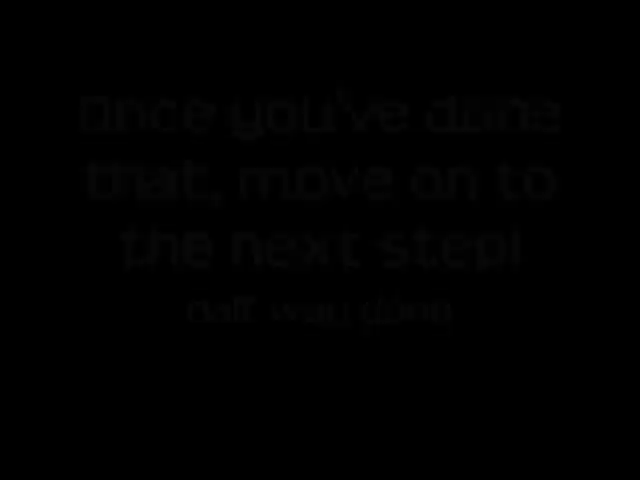 Once you've done
that, move on to
the next step!
half way done